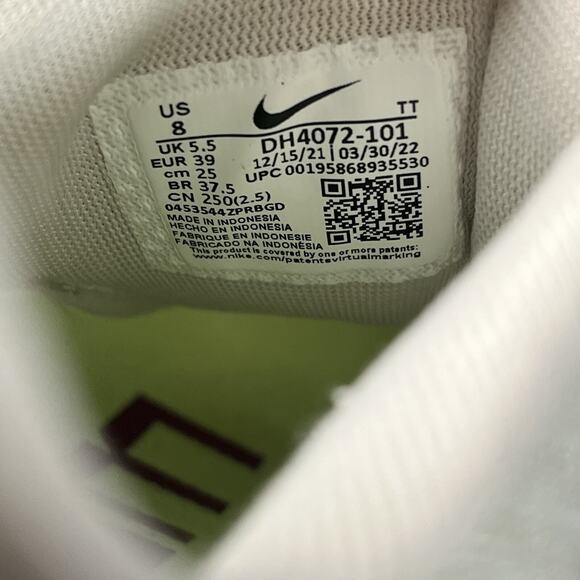 US
8
TT
UK 5.5
DH4072-101
EUR 39
12/15/21 | 03/30/22
cm 25
UPC 00195868935530
BR 37.5
CN 250(2.5)
0453544ZPRBGD
MADE IN INDONESIA
HECHO EN INDONESIA
FABRIQUE EN INDONESIE
FABRICADO NA INDONÉSIA
This product is covered by one or more patents:
www.nike.com/patentsvirtualmarking